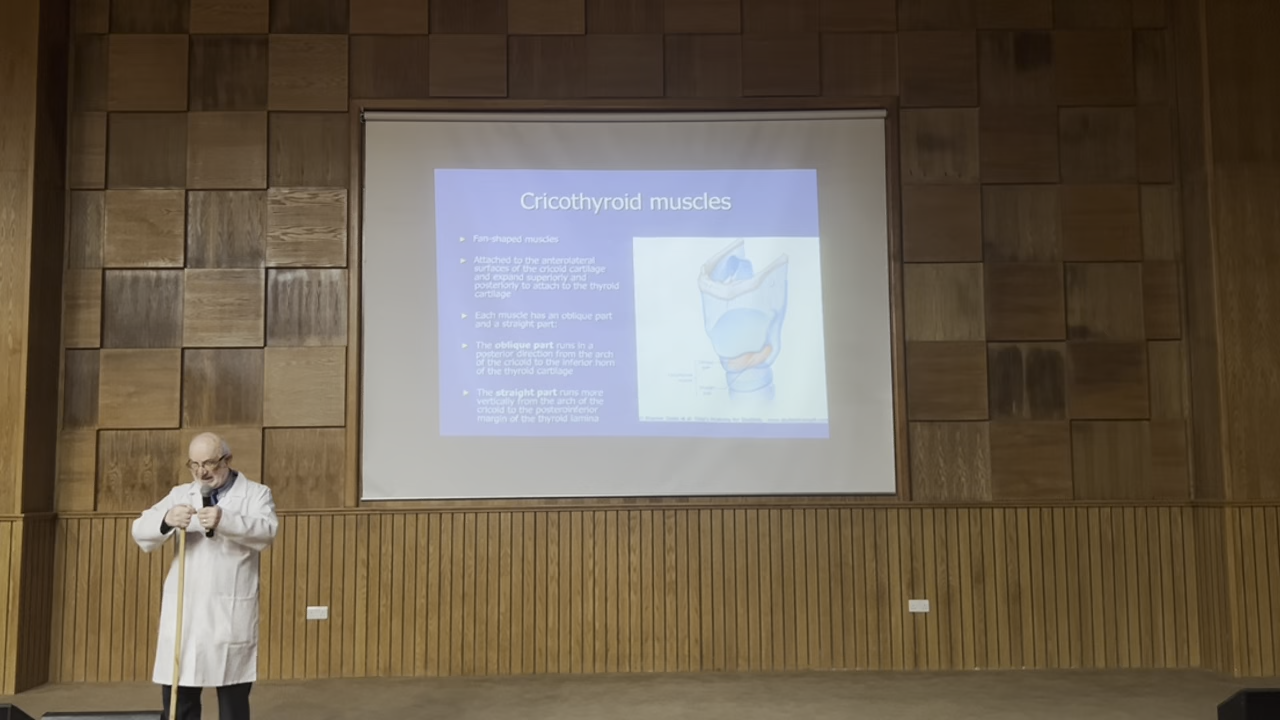 Cricothyroid muscles
Fan-shaped muscles
Attached to the anterolateral
surfaces of the cricoid cartilage
and expand superiorly and
posteriorly to attach to the thyroid
cartilage
Each muscle has an oblique part
and a straight part:
The oblique part runs in a
posterior direction from the arch
of the cricoid to the inferior horn
of the thyroid cartilage
The straight part runs more
vertically from the arch of the
cricoid to the posteroinferior
margin of the thyroid lamina